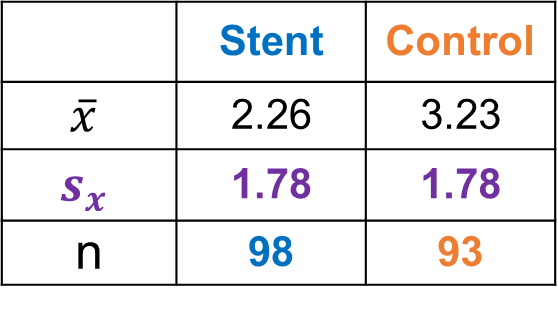 Stent Control
x̄ 2.26 3.23
sₓ 1.78 1.78
n 98 93